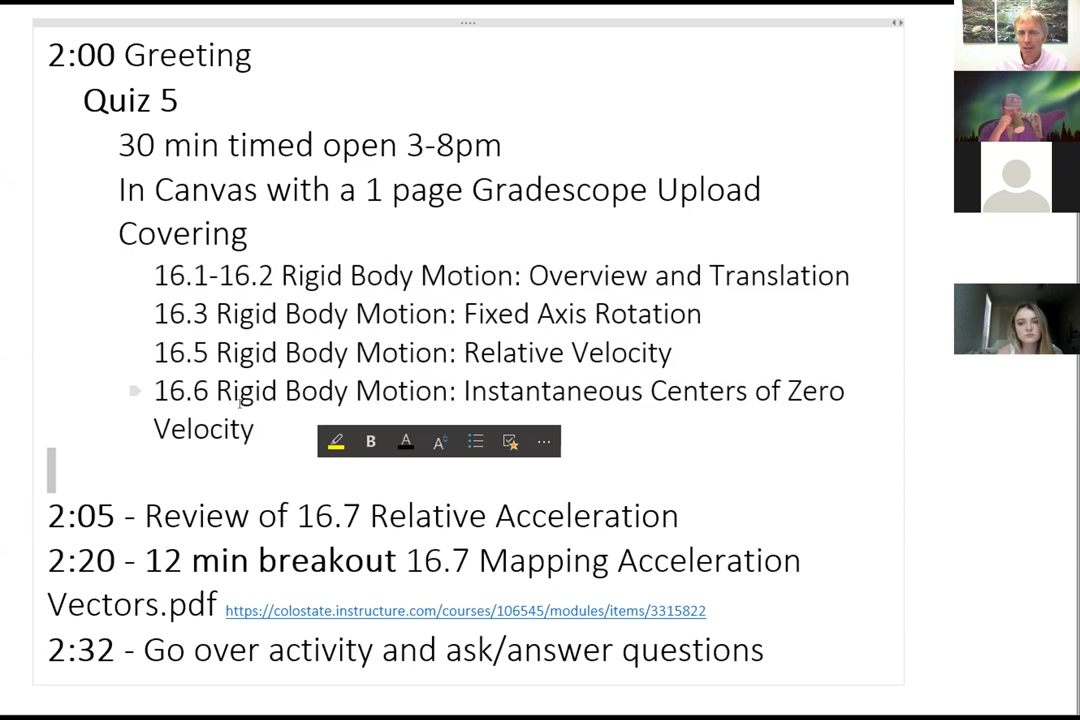 2:00 Greeting
Quiz 5
30 min timed open 3-8pm
In Canvas with a 1 page Gradescope Upload
Covering
16.1-16.2 Rigid Body Motion: Overview and Translation
16.3 Rigid Body Motion: Fixed Axis Rotation
16.5 Rigid Body Motion: Relative Velocity
16.6 Rigid Body Motion: Instantaneous Centers of Zero
Velocity
B A A ...
2:05 - Review of 16.7 Relative Acceleration
2:20 - 12 min breakout 16.7 Mapping Acceleration
Vectors.pdf https://colostate.instructure.com/courses/106545/modules/items/3315822
2:32 - Go over activity and ask/answer questions